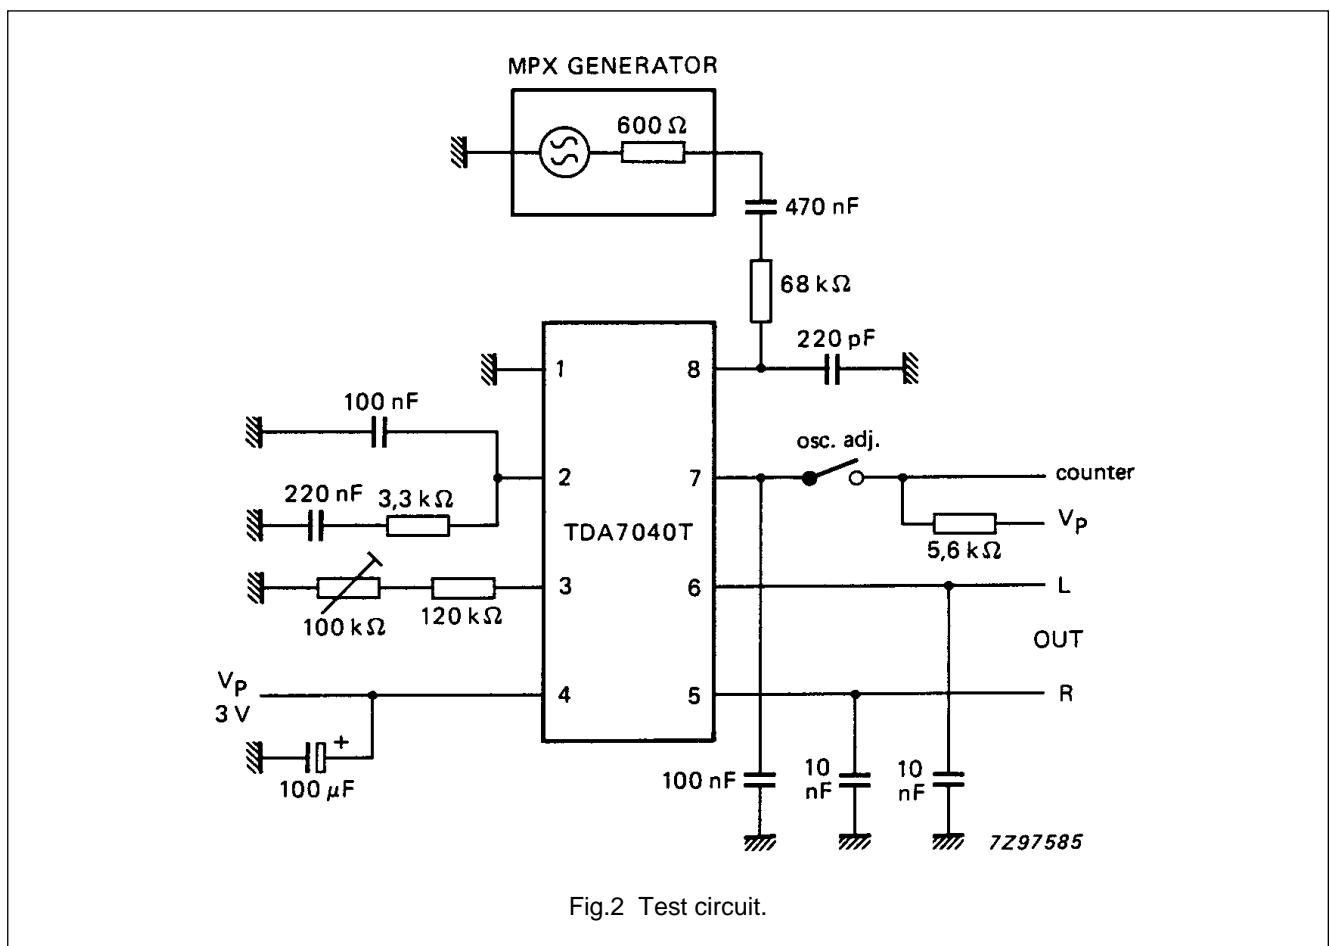 MPX GENERATOR
600 Ω
470 nF
68 kΩ
220 pF
1
8
100 nF
osc. adj.
2
7
counter
220 nF
3,3 kΩ
TDA7040T
Vp
5,6 kΩ
3
6
L
100 kΩ
120 kΩ
OUT
Vp
3 V
4
5
R
+
100 μF
100 nF
10
nF
10
nF
7Z97585
Fig.2 Test circuit.